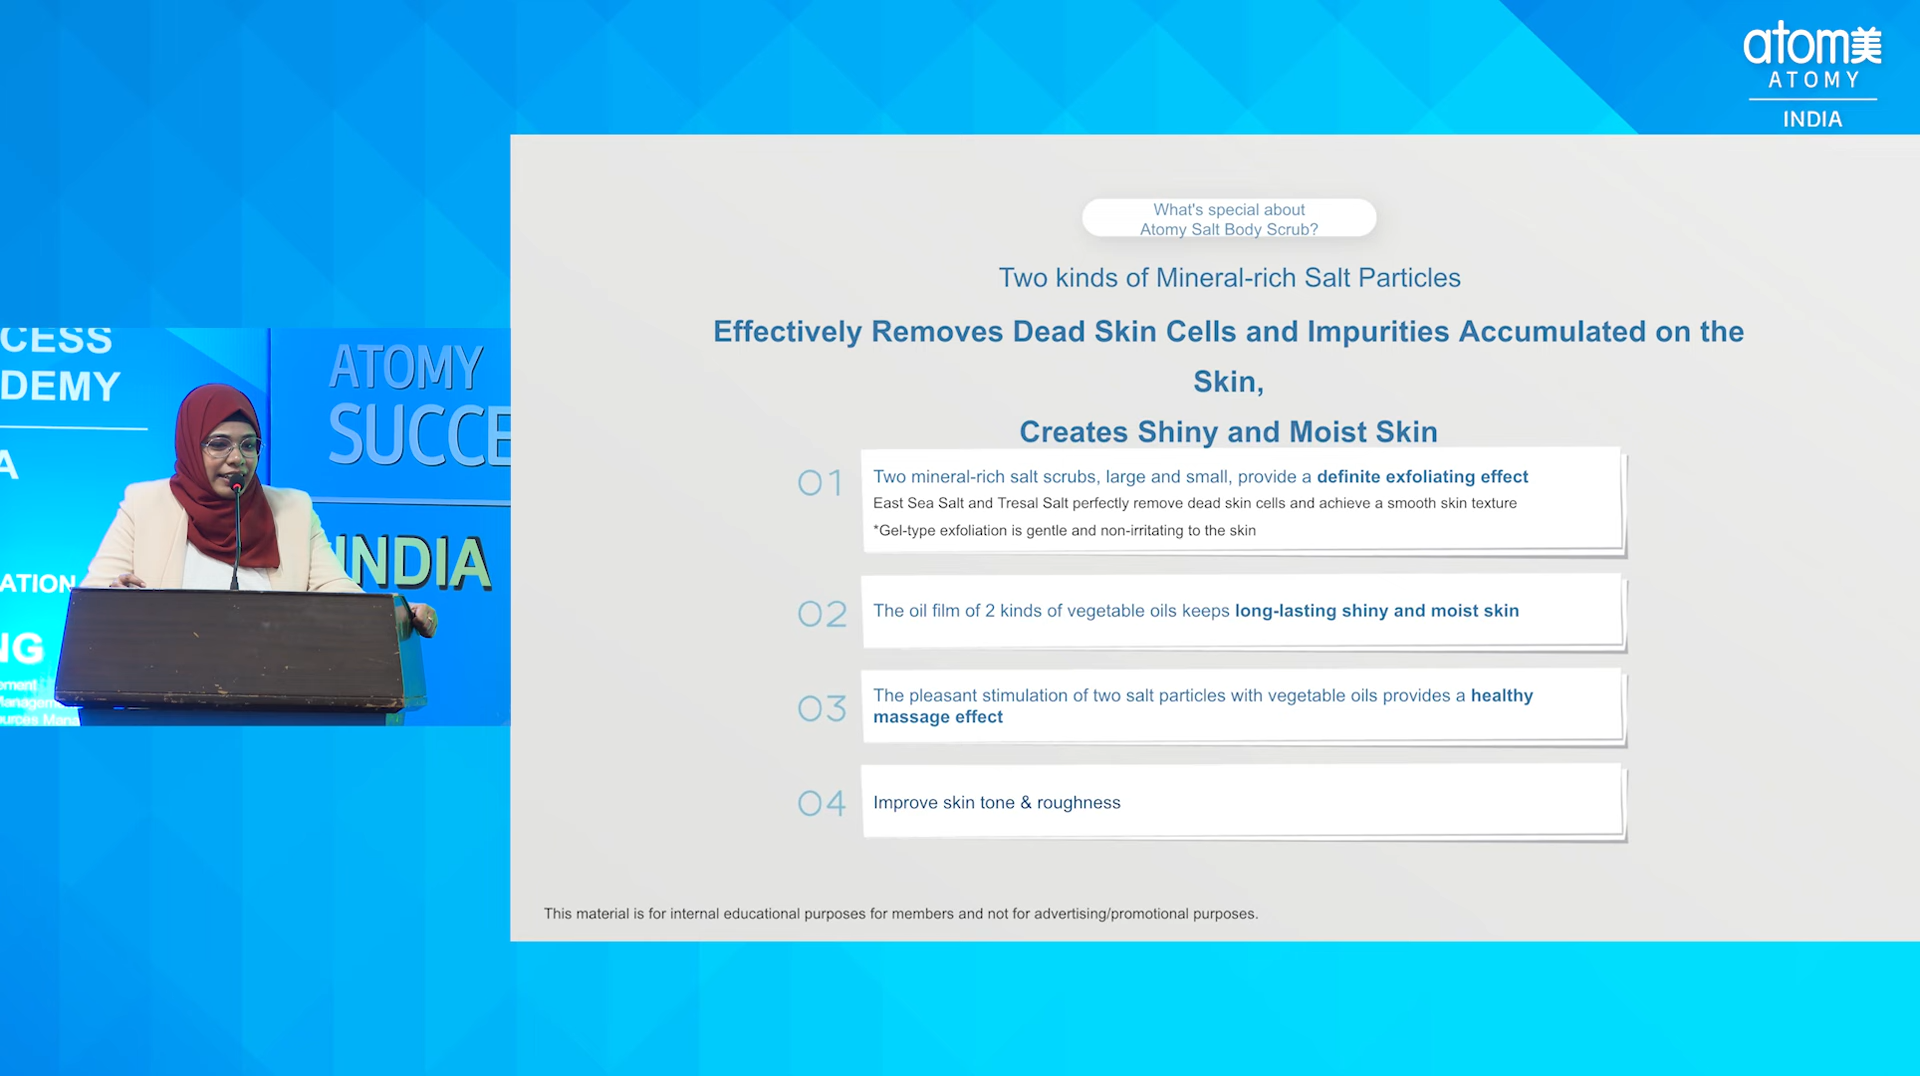 atom美
ATOMY
INDIA
What's special about
Atomy Salt Body Scrub?
Two kinds of Mineral-rich Salt Particles
Effectively Removes Dead Skin Cells and Impurities Accumulated on the
Skin,
Creates Shiny and Moist Skin
01
Two mineral-rich salt scrubs, large and small, provide a definite exfoliating effect
East Sea Salt and Tresal Salt perfectly remove dead skin cells and achieve a smooth skin texture
*Gel-type exfoliation is gentle and non-irritating to the skin
02
The oil film of 2 kinds of vegetable oils keeps long-lasting shiny and moist skin
03
The pleasant stimulation of two salt particles with vegetable oils provides a healthy
massage effect
04
Improve skin tone & roughness
This material is for internal educational purposes for members and not for advertising/promotional purposes.
CESS
DEMY
A
ATION
NG
ement
Managem
ources Mana
ATOMY
SUCCE
INDIA